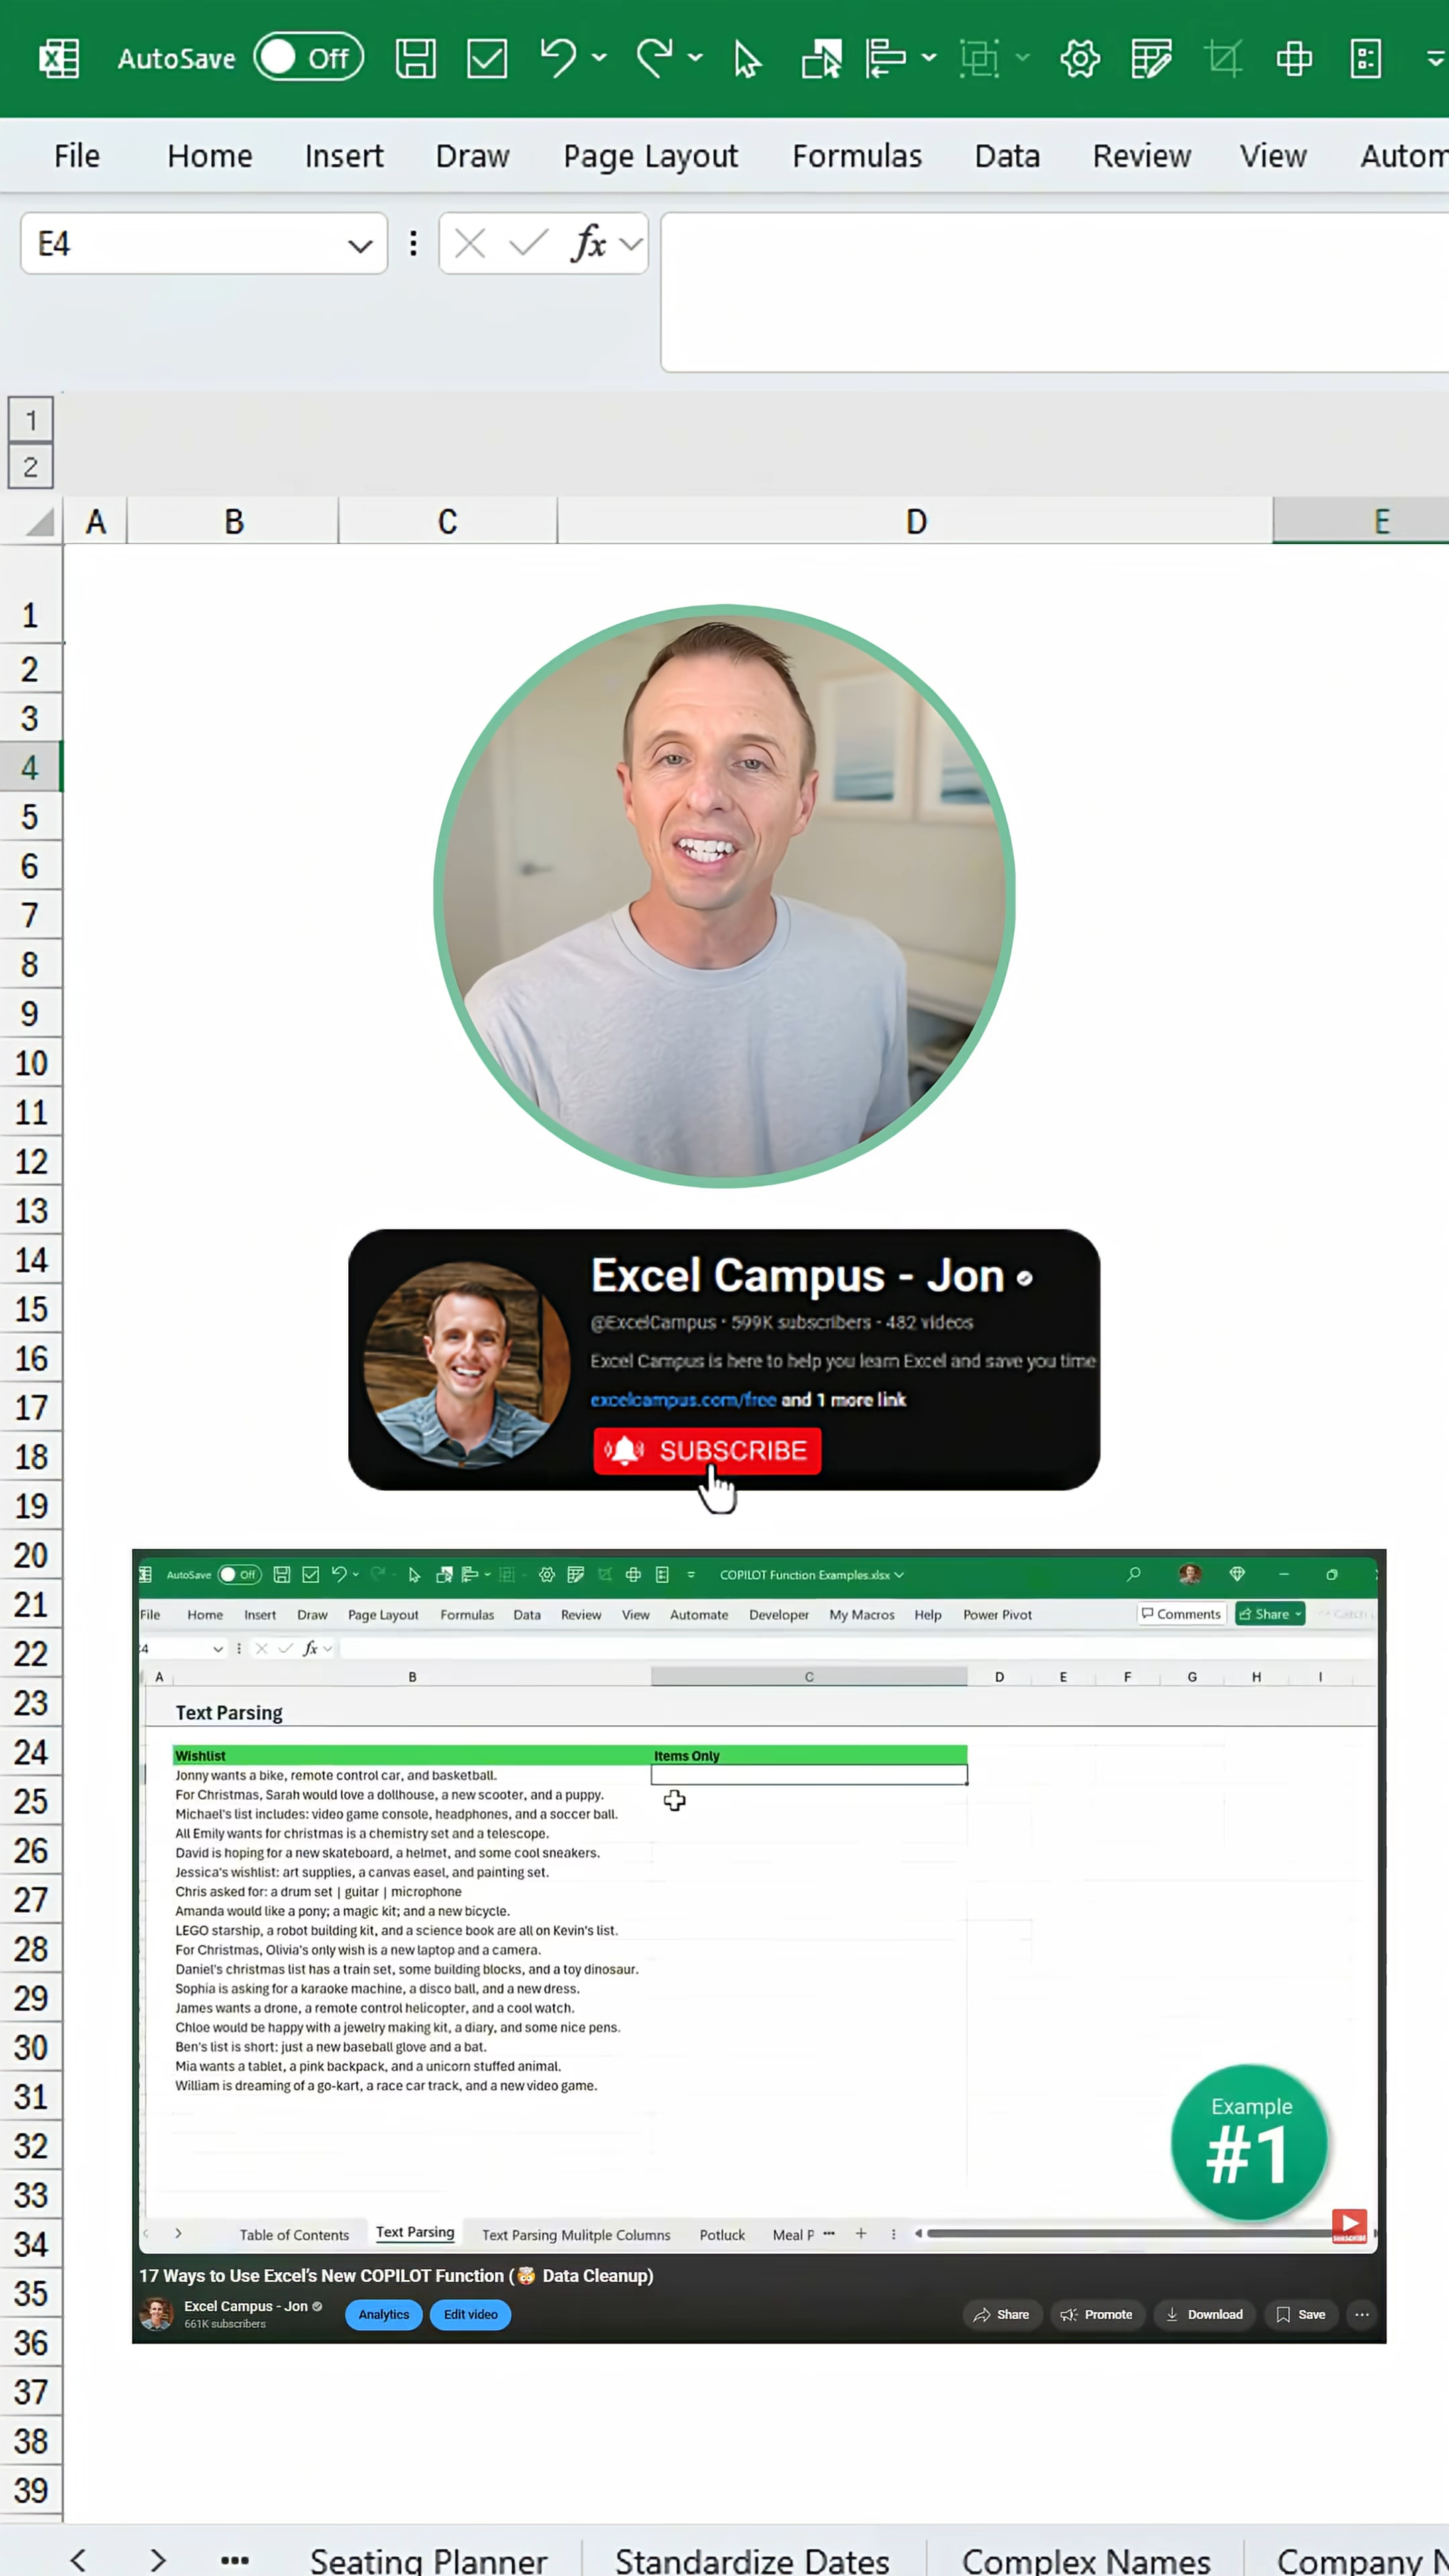 AutoSave Off
File Home Insert Draw Page Layout Formulas Data Review View Autom
E4 fx
1
2
A B C D E
1
2
3
4
5
6
7
8
9
10
11
12
13
14
15
16
17
18
19
20
21
22
23
24
25
26
27
28
29
30
31
32
33
34
35
36
37
38
39
Excel Campus - Jon
@ExcelCampus • 599K subscribers • 482 videos
Excel Campus is here to help you learn Excel and save you time
excelcampus.com/free and 1 more link
SUBSCRIBE
AutoSave Off COPILOT Function Examples.xlsx
File Home Insert Draw Page Layout Formulas Data Review View Automate Developer My Macros Help Power Pivot Comments Share
4 fx
A B C D E F G H I
Text Parsing
Wishlist Items Only
Jonny wants a bike, remote control car, and basketball.
For Christmas, Sarah would love a dollhouse, a new scooter, and a puppy.
Michael's list includes: video game console, headphones, and a soccer ball.
All Emily wants for christmas is a chemistry set and a telescope.
David is hoping for a new skateboard, a helmet, and some cool sneakers.
Jessica's wishlist: art supplies, a canvas easel, and painting set.
Chris asked for: a drum set | guitar | microphone
Amanda would like a pony; a magic kit; and a new bicycle.
LEGO starship, a robot building kit, and a science book are all on Kevin's list.
For Christmas, Olivia's only wish is a new laptop and a camera.
Daniel's christmas list has a train set, some building blocks, and a toy dinosaur.
Sophia is asking for a karaoke machine, a disco ball, and a new dress.
James wants a drone, a remote control helicopter, and a cool watch.
Chloe would be happy with a jewelry making kit, a diary, and some nice pens.
Ben's list is short: just a new baseball glove and a bat.
Mia wants a tablet, a pink backpack, and a unicorn stuffed animal.
William is dreaming of a go-kart, a race car track, and a new video game.
Example
#1
Table of Contents Text Parsing Text Parsing Mulitple Columns Potluck Meal P
SUBSCRIBE
17 Ways to Use Excel's New COPILOT Function (🤯 Data Cleanup)
Excel Campus - Jon
661K subscribers
Analytics Edit video Share Promote Download Save
Seating Planner Standardize Dates Complex Names Company N